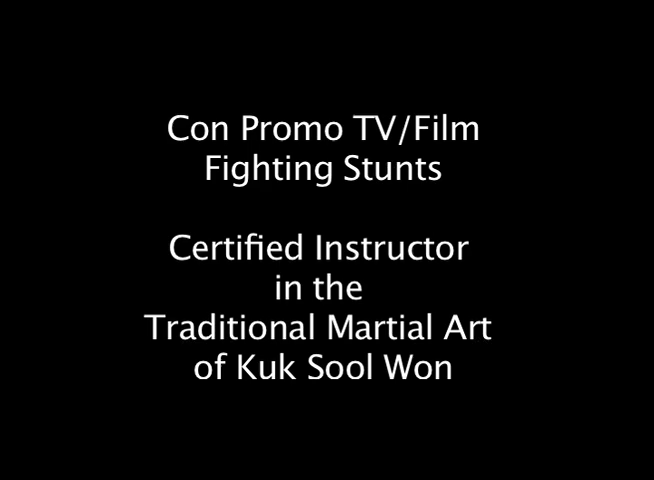 Con Promo TV/Film
Fighting Stunts
Certified Instructor
in the
Traditional Martial Art
of Kuk Sool Won